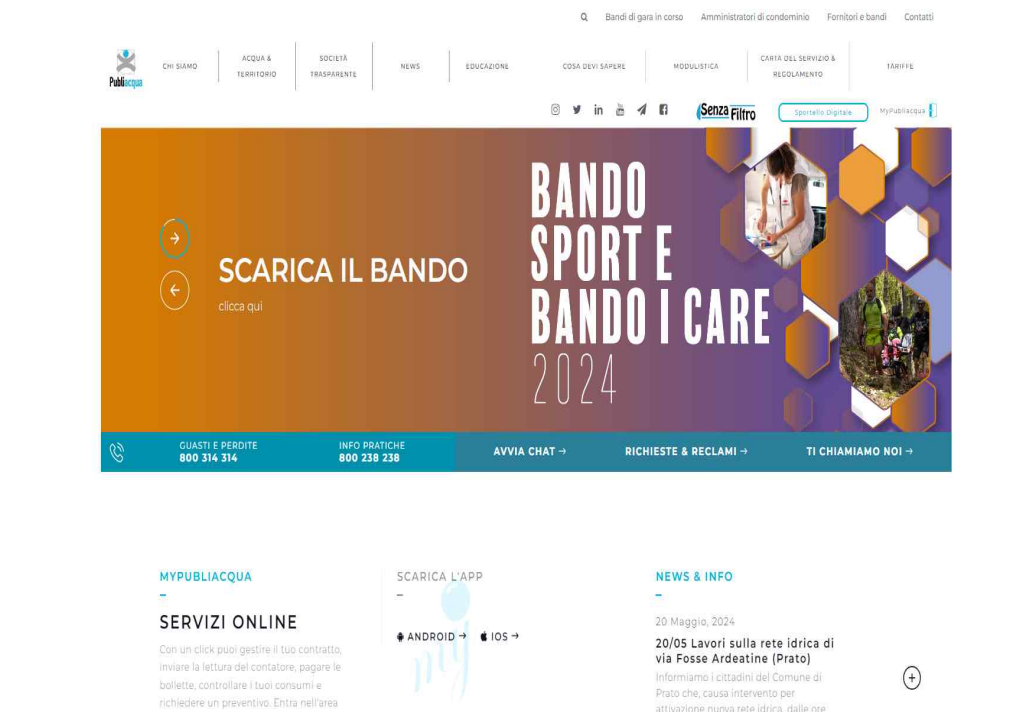 Bandi di gara in corso Amministratori di condominio Fornitori e bandi Contatti
Publiacqua
CHI SIAMO
ACQUA &
TERRITORIO
SOCIETÀ
TRASPARENTE
NEWS
EDUCAZIONE
COSA DEVI SAPERE
MODULISTICA
CARTA DEL SERVIZIO &
REGOLAMENTO
TARIFFE
Senza Filtro
Sportello Digitale
MyPubliacqua
SCARICA IL BANDO
clicca qui
BANDO
SPORT E
BANDO I CARE
2024
GUASTI E PERDITE
800 314 314
INFO PRATICHE
800 238 238
AVVIA CHAT →
RICHIESTE & RECLAMI →
TI CHIAMIAMO NOI →
MYPUBLIACQUA
SERVIZI ONLINE
Con un click puoi gestire il tuo contratto,
inviare la lettura del contatore, pagare le
bollette, controllare i tuoi consumi e
richiedere un preventivo. Entra nell'area
SCARICA L'APP
ANDROID → IOS →
my
NEWS & INFO
20 Maggio, 2024
20/05 Lavori sulla rete idrica di
via Fosse Ardeatine (Prato)
Informiamo i cittadini del Comune di
Prato che, causa intervento per
attivazione nuova rete idrica, dalle ore